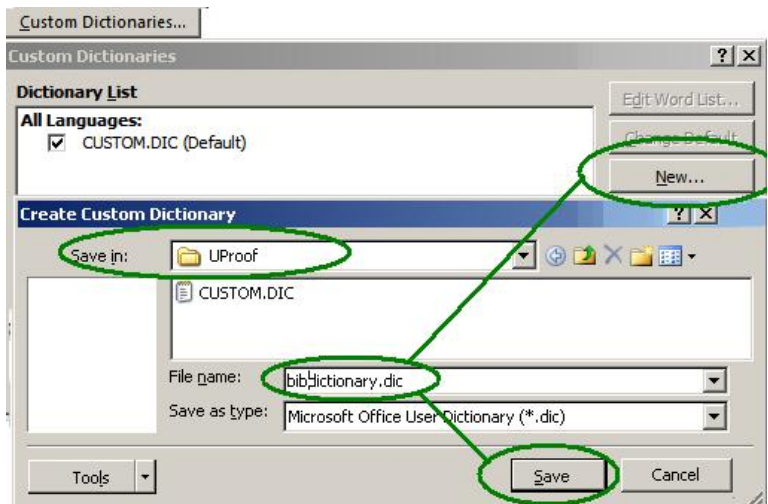 Custom Dictionaries...
Custom Dictionaries
Dictionary List
Edit Word List...
All Languages:
CUSTOM.DIC (Default)
Change Default
New...
Create Custom Dictionary
Save in:
UProof
CUSTOM.DIC
File name:
bibdictionary.dic
Save as type:
Microsoft Office User Dictionary (*.dic)
Tools
Save
Cancel